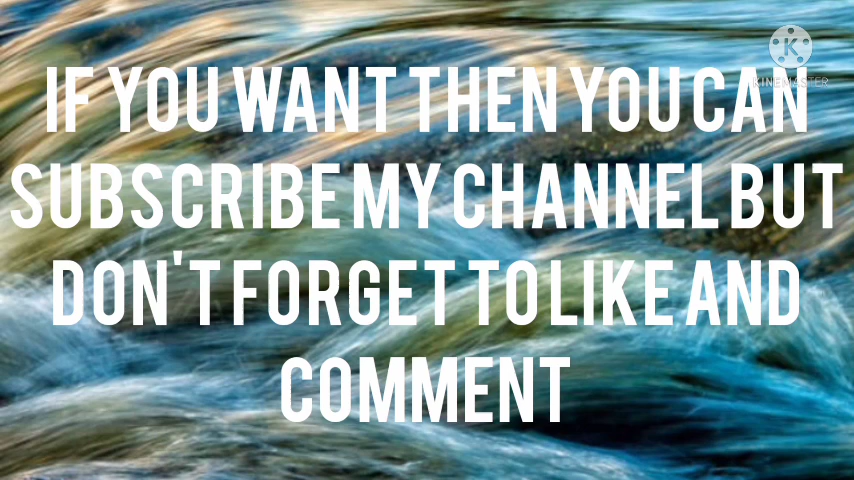 KINEMASTER
IF YOU WANT THEN YOU CAN
SUBSCRIBE MY CHANNEL BUT
DON'T FORGET TO LIKE AND
COMMENT